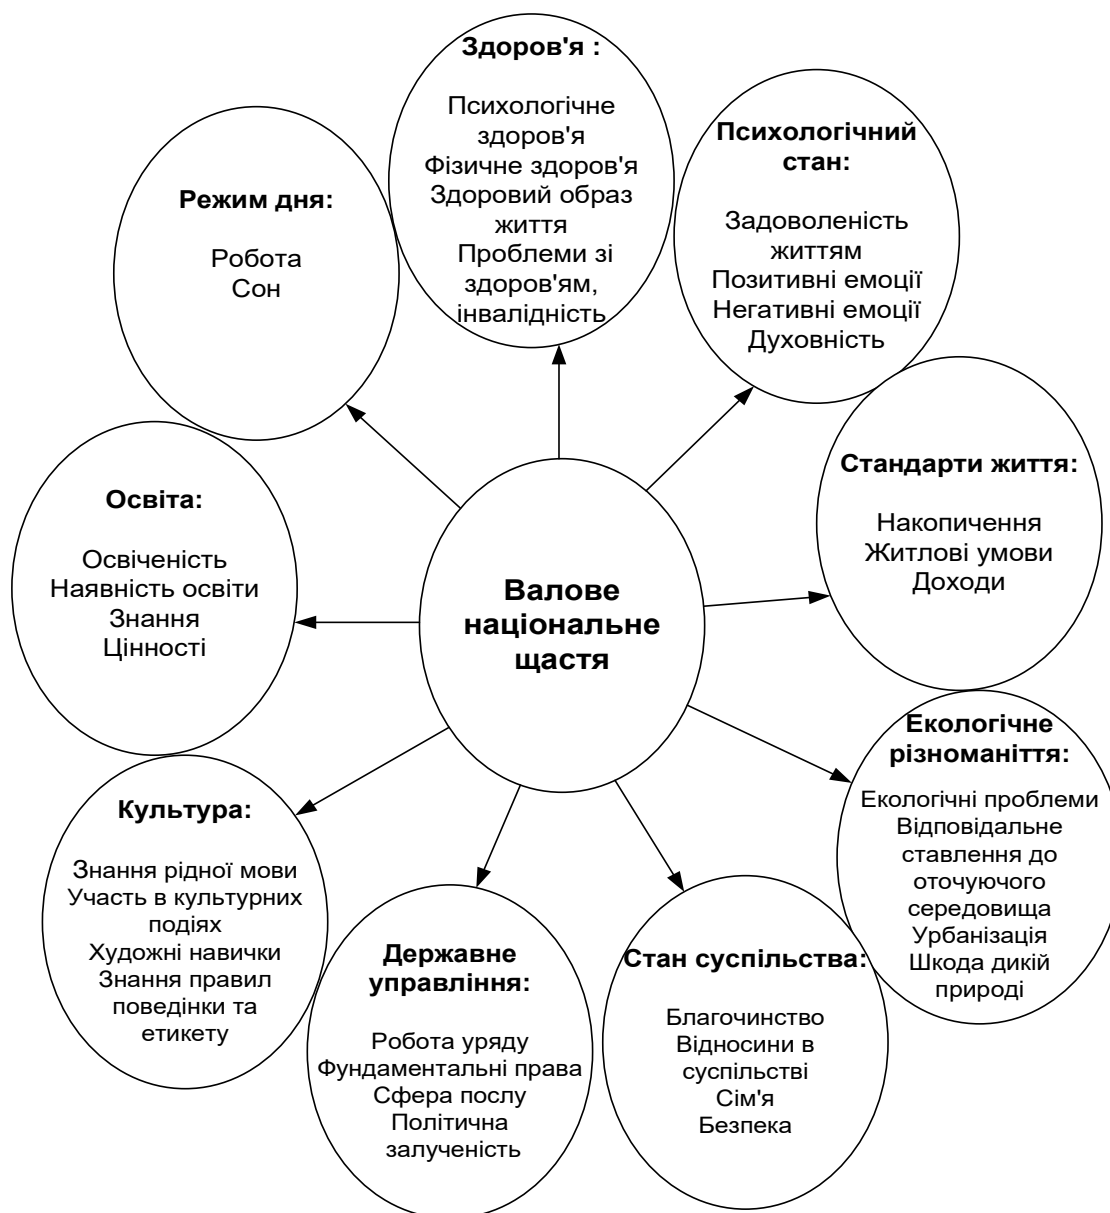 Здоров'я :
Психологічне
здоров'я
Фізичне здоров'я
Здоровий образ
життя
Проблеми зі
здоров'ям,
інвалідність
Психологічний
стан:
Задоволеність
життям
Позитивні емоції
Негативні емоції
Духовність
Режим дня:
Робота
Сон
Стандарти життя:
Накопичення
Житлові умови
Доходи
Освіта:
Освіченість
Наявність освіти
Знання
Цінності
Валове
національне
щастя
Екологічне
різноманіття:
Екологічні проблеми
Відповідальне
ставлення до
оточуючого
середовища
Урбанізація
Шкода дикій
природі
Культура:
Знання рідної мови
Участь в культурних
подіях
Художні навички
Знання правил
поведінки та
етикету
Державне
управління:
Робота уряду
Фундаментальні права
Сфера послу
Політична
залученість
Стан суспільства:
Благочинство
Відносини в
суспільстві
Сім'я
Безпека